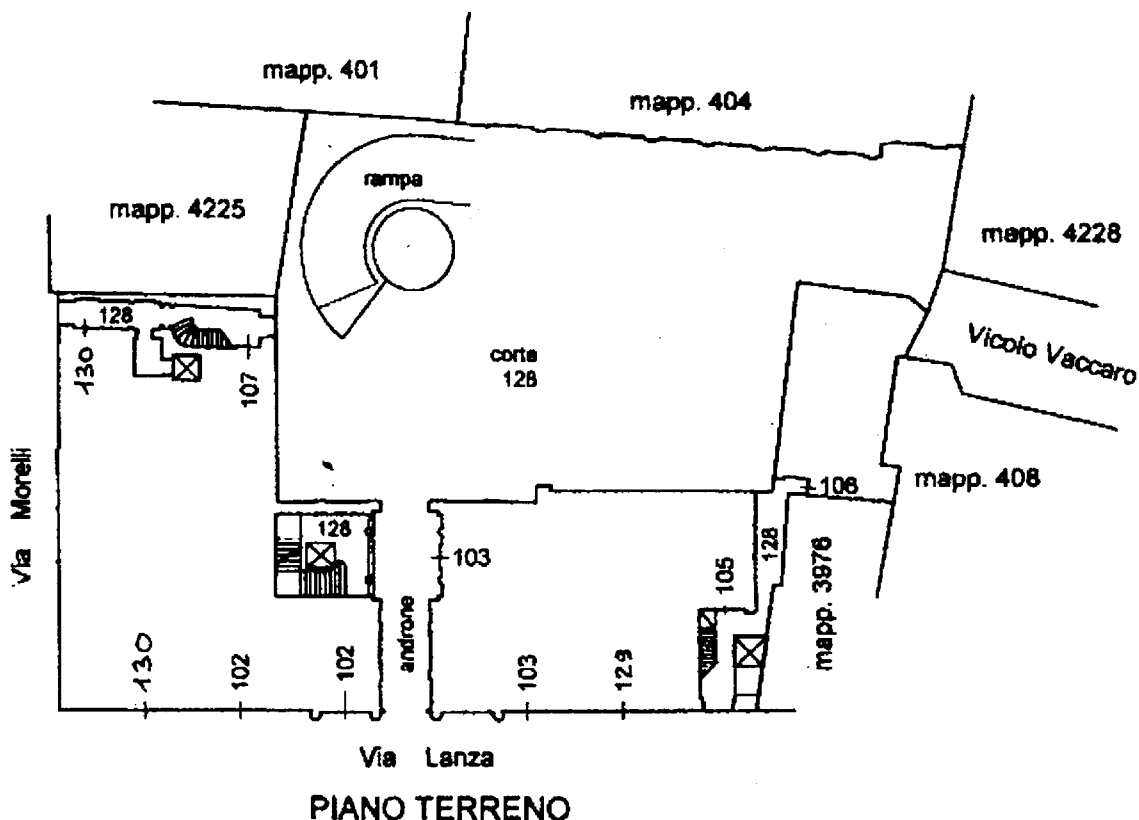 mapp. 401
mapp. 404
rampa
mapp. 4225
mapp. 4228
128
130
107
corte
128
Vicolo Vaccaro
Via Morelli
mapp. 408
106
128
103
128
105
mapp. 3976
androne
130
102
102
103
129
Via Lanza
PIANO TERRENO